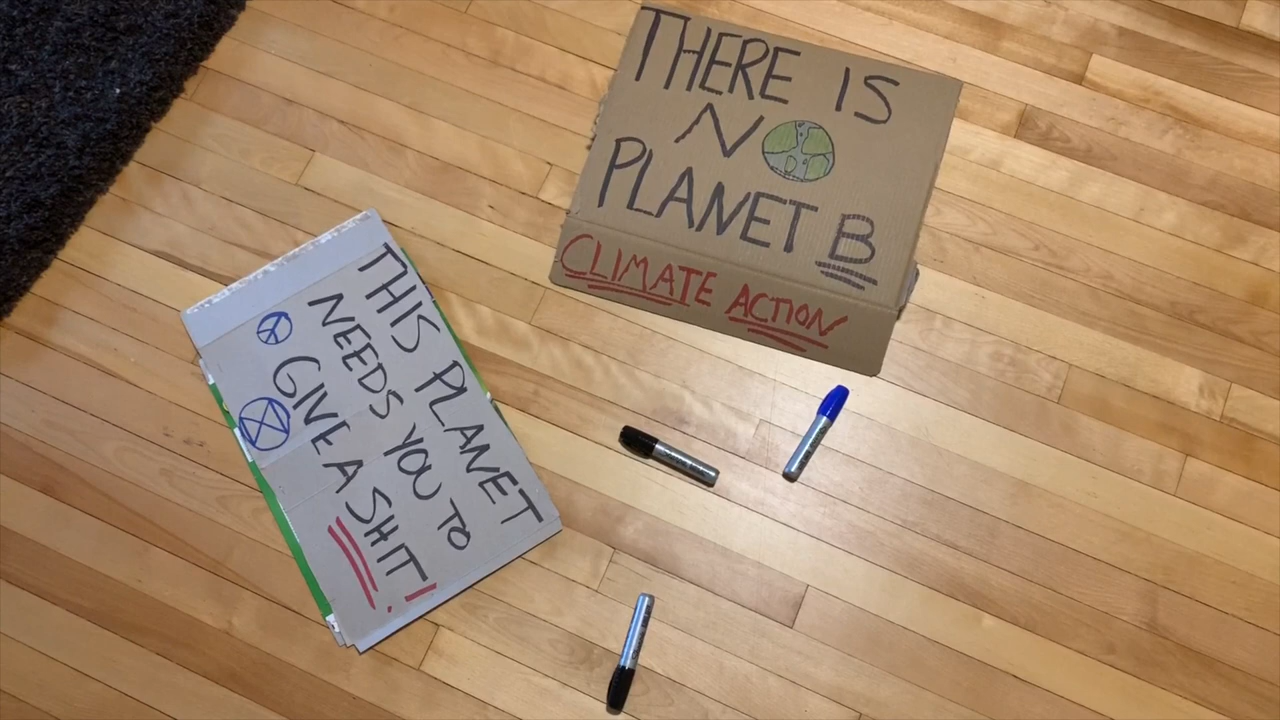 THERE IS
NO
PLANET B
CLIMATE ACTION
THIS PLANET
NEEDS YOU TO
GIVE A SHIT!